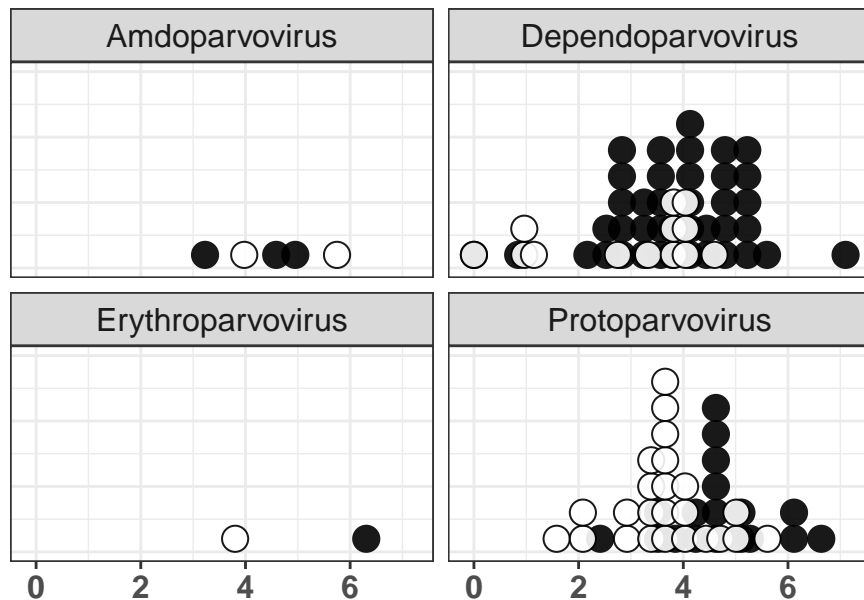 Amdoparvovirus
Dependoparvovirus
Erythroparvovirus
Protoparvovirus
0 2 4 6 0 2 4 6